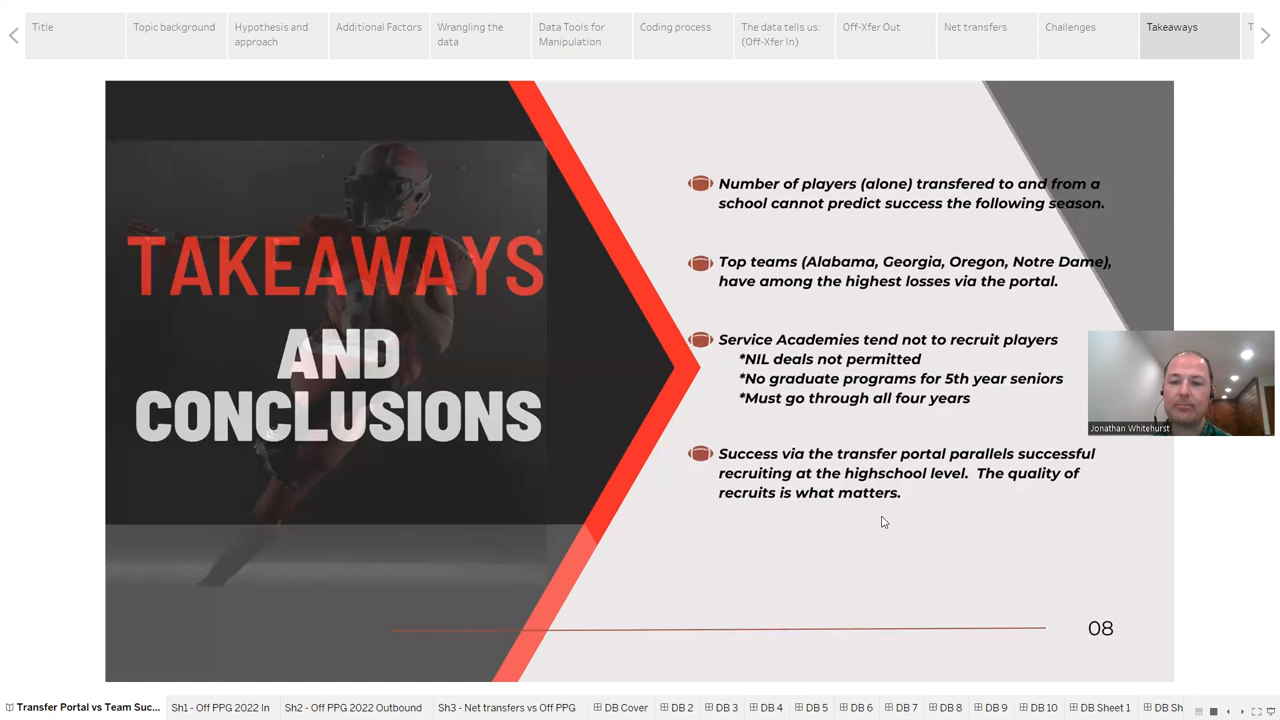 Title
Topic background
Hypothesis and
approach
Additional Factors
Wrangling the
data
Data Tools for
Manipulation
Coding process
The data tells us:
(Off-Xfer In)
Off-Xfer Out
Net transfers
Challenges
Takeaways
TAKEAWAYS
AND
CONCLUSIONS
Number of players (alone) transfered to and from a
school cannot predict success the following season.
Top teams (Alabama, Georgia, Oregon, Notre Dame),
have among the highest losses via the portal.
Service Academies tend not to recruit players
*NIL deals not permitted
*No graduate programs for 5th year seniors
*Must go through all four years
Success via the transfer portal parallels successful
recruiting at the highschool level. The quality of
recruits is what matters.
Jonathan Whitehurst
08
Transfer Portal vs Team Suc...
Sh1 - Off PPG 2022 In
Sh2 - Off PPG 2022 Outbound
Sh3 - Net transfers vs Off PPG
DB Cover
DB 2
DB 3
DB 4
DB 5
DB 6
DB 7
DB 8
DB 9
DB 10
DB Sheet 1
DB Sh